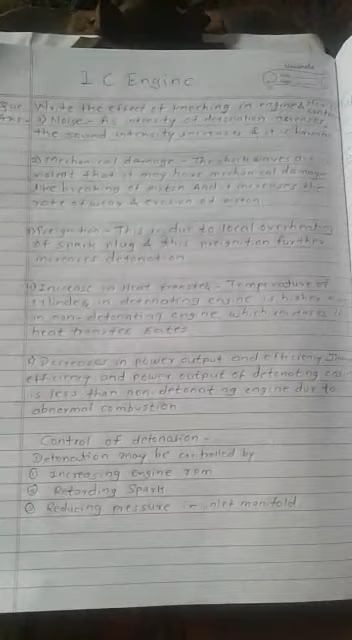 I C Engine
Que Write the effect of knocking in engine &
Ans- 1) Noise - As intensity of detonation increases
the sound intensity increases & it is
2) Mechanical damage - The shock waves are
violent that it may have mechanical damage
like breaking of piston And it increases the
rate of wear & erosion of piston
3) Pre ignition - This is due to local overheating
of spark plug & this preignition further
increases detonation
4) Increase in Heat transfer - Temperature of
cylinder in detonating engine is higher
in non-detonating engine which increases
heat transfer rates
5) Decreases in power output and efficiency The
efficiency and power output of detonating
is less than non-detonating engine due to
abnormal combustion
Control of detonation -
Detonation may be controlled by
① Increasing engine rpm
② Retarding Spark
③ Reducing pressure in inlet manifold